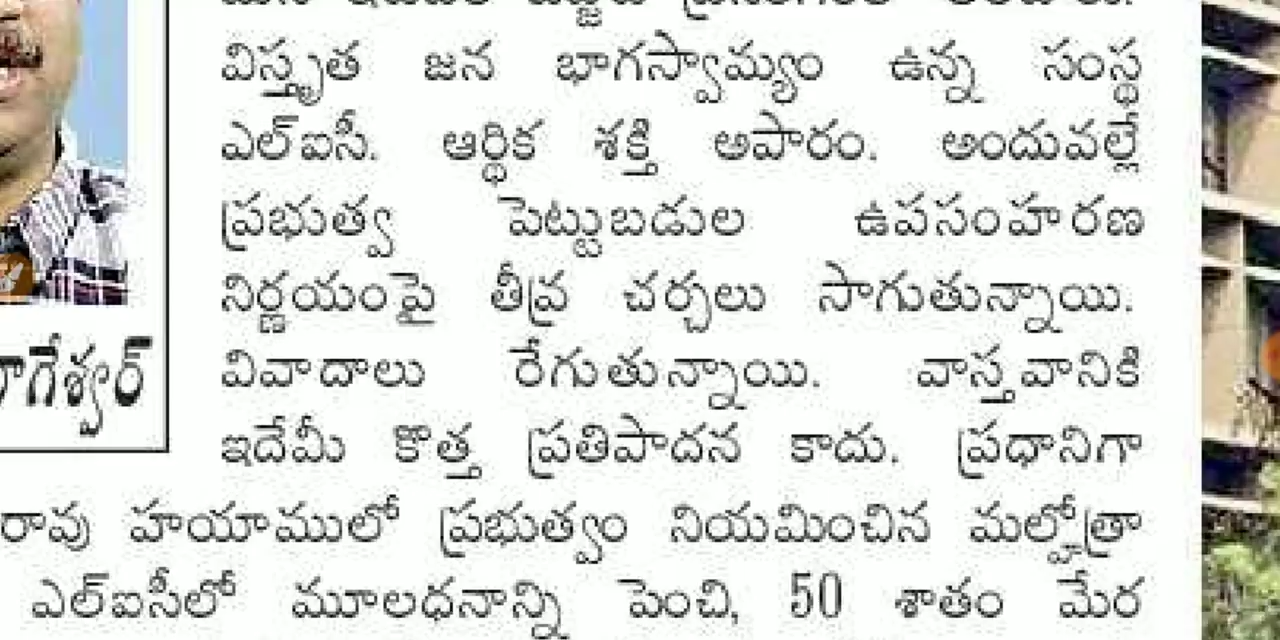 విస్తృత జన భాగస్వామ్యం ఉన్న సంస్థ
ఎల్ఐసీ. ఆర్థిక శక్తి అపారం. అందువల్లే
ప్రభుత్వ పెట్టుబడుల ఉపసంహరణ
నిర్ణయంపై తీవ్ర చర్చలు సాగుతున్నాయి.
వివాదాలు రేగుతున్నాయి. వాస్తవానికి
ఇదేమీ కొత్త ప్రతిపాదన కాదు. ప్రధానిగా
రావు హయాములో ప్రభుత్వం నియమించిన మల్హోత్రా
ఎల్ఐసీలో మూలధనాన్ని పెంచి, 50 శాతం మేర